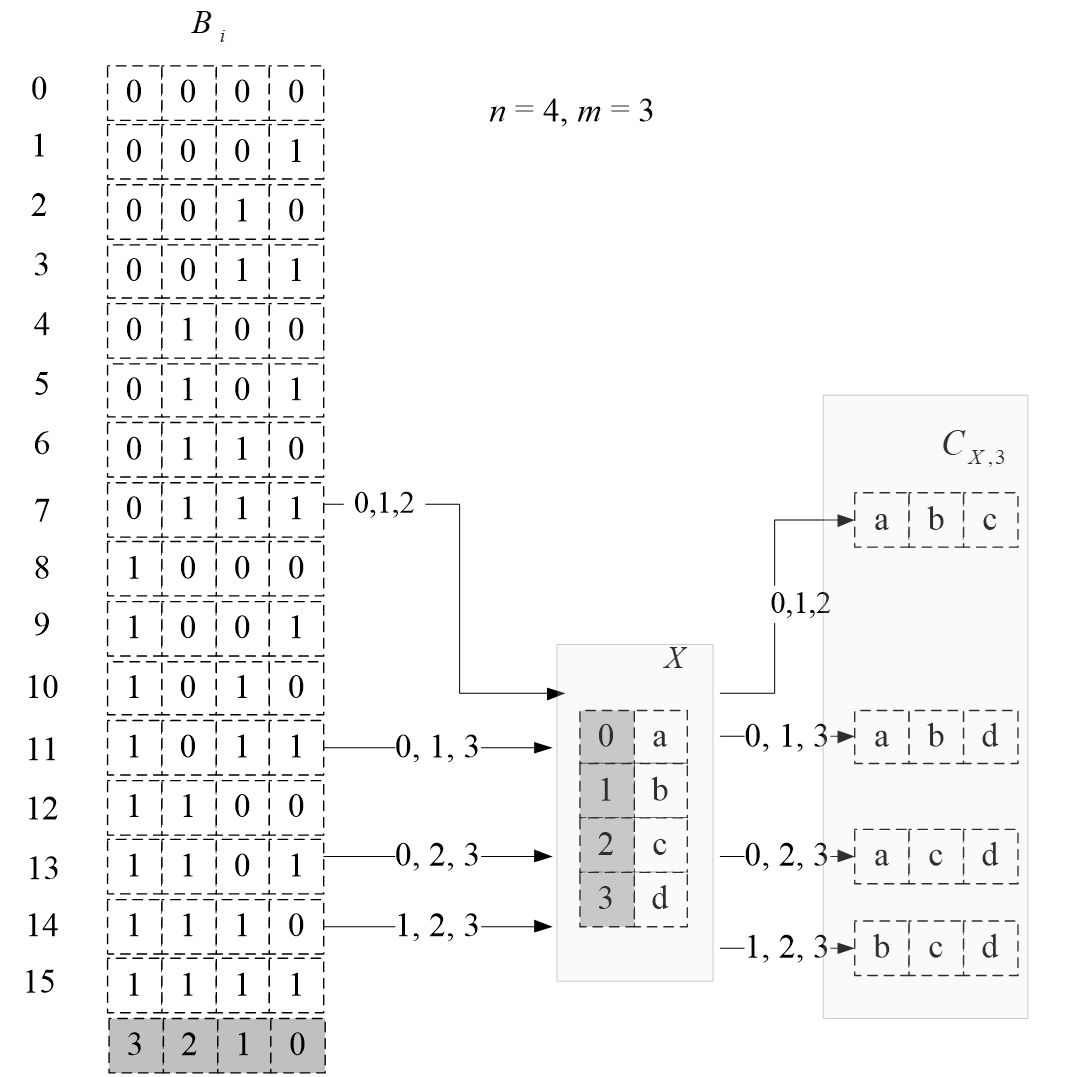 B i
n = 4, m = 3
0 0 0 0 0
1 0 0 0 1
2 0 0 1 0
3 0 0 1 1
4 0 1 0 0
5 0 1 0 1
6 0 1 1 0
7 0 1 1 1
0,1,2
8 1 0 0 0
9 1 0 0 1
10 1 0 1 0
11 1 0 1 1
0, 1, 3
12 1 1 0 0
13 1 1 0 1
0, 2, 3
14 1 1 1 0
1, 2, 3
15 1 1 1 1
3 2 1 0
X
0 a
1 b
2 c
3 d
0,1,2
0, 1, 3
0, 2, 3
1, 2, 3
C X,3
a b c
a b d
a c d
b c d